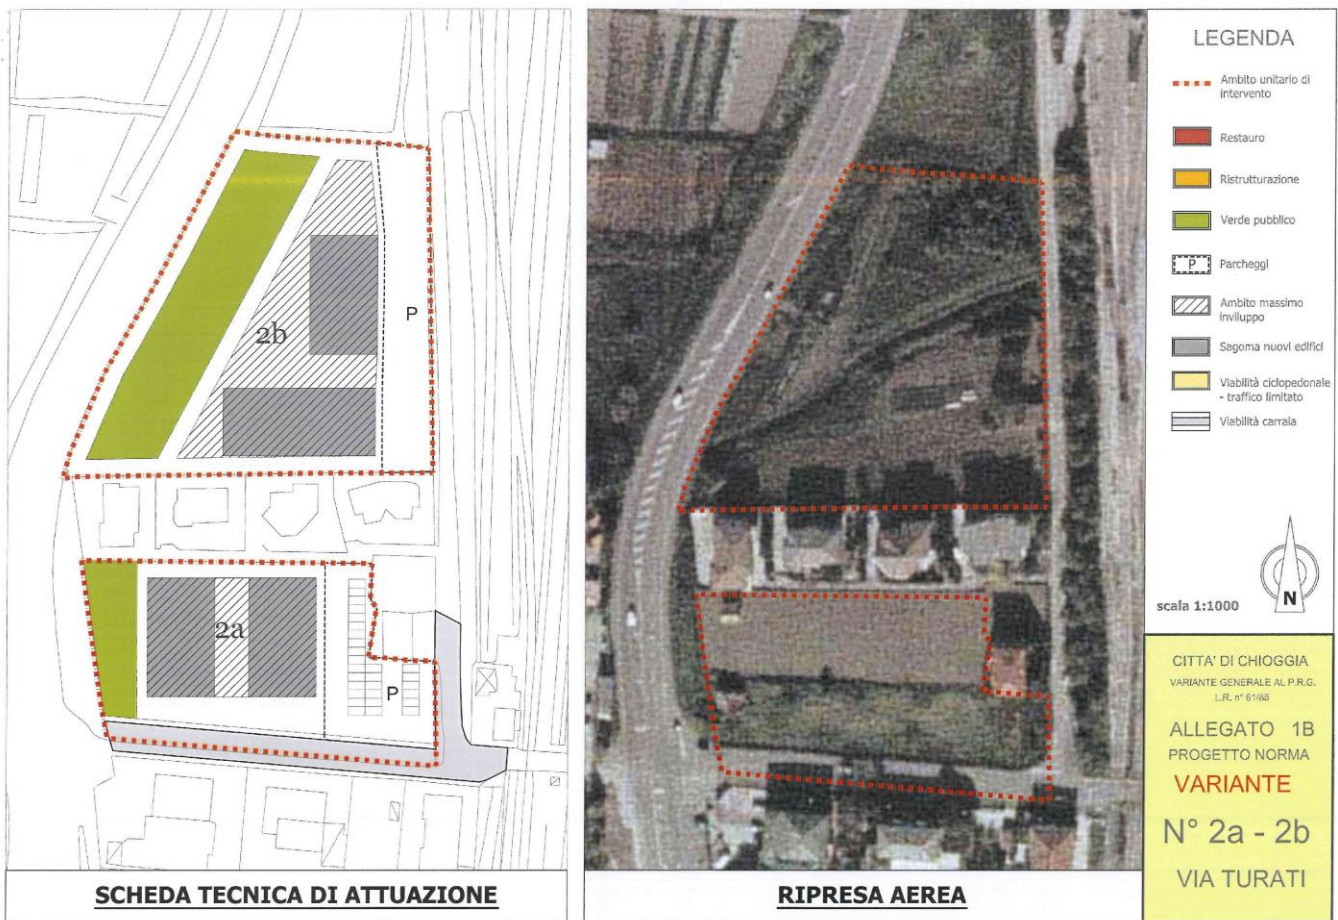 2b
P
2a
P
SCHEDA TECNICA DI ATTUAZIONE
RIPRESA AEREA
LEGENDA
Ambito unitario di
intervento
Restauro
Ristrutturazione
Verde pubblico
P Parcheggi
Ambito massimo
inviluppo
Sagoma nuovi edifici
Viabilità ciclopedonale
- traffico limitato
Viabilità carraia
scala 1:1000
N
CITTA' DI CHIOGGIA
VARIANTE GENERALE AL P.R.G.
L.R. n° 61/85
ALLEGATO 1B
PROGETTO NORMA
VARIANTE
N° 2a - 2b
VIA TURATI